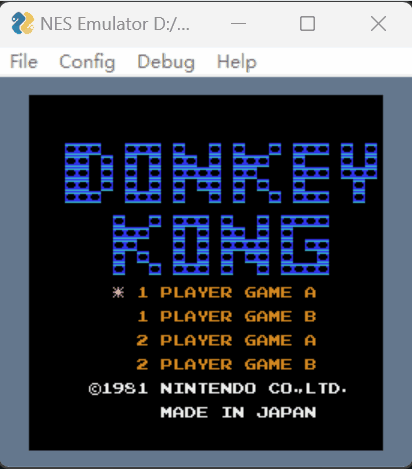 NES Emulator D:/...
File Config Debug Help
DONKEY
KONG
* 1 PLAYER GAME A
1 PLAYER GAME B
2 PLAYER GAME A
2 PLAYER GAME B
©1981 NINTENDO CO.,LTD.
MADE IN JAPAN